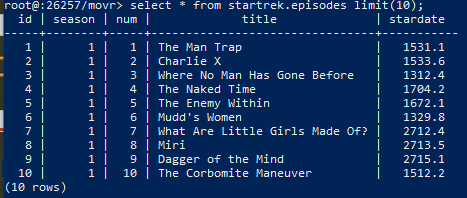 root@:26257/movr> select * from startrek.episodes limit(10);
id | season | num | title | stardate
1 | 1 | 1 | The Man Trap | 1531.1
2 | 1 | 2 | Charlie X | 1533.6
3 | 1 | 3 | Where No Man Has Gone Before | 1312.4
4 | 1 | 4 | The Naked Time | 1704.2
5 | 1 | 5 | The Enemy Within | 1672.1
6 | 1 | 6 | Mudd's Women | 1329.8
7 | 1 | 7 | What Are Little Girls Made Of? | 2712.4
8 | 1 | 8 | Miri | 2713.5
9 | 1 | 9 | Dagger of the Mind | 2715.1
10 | 1 | 10 | The Corbomite Maneuver | 1512.2
(10 rows)